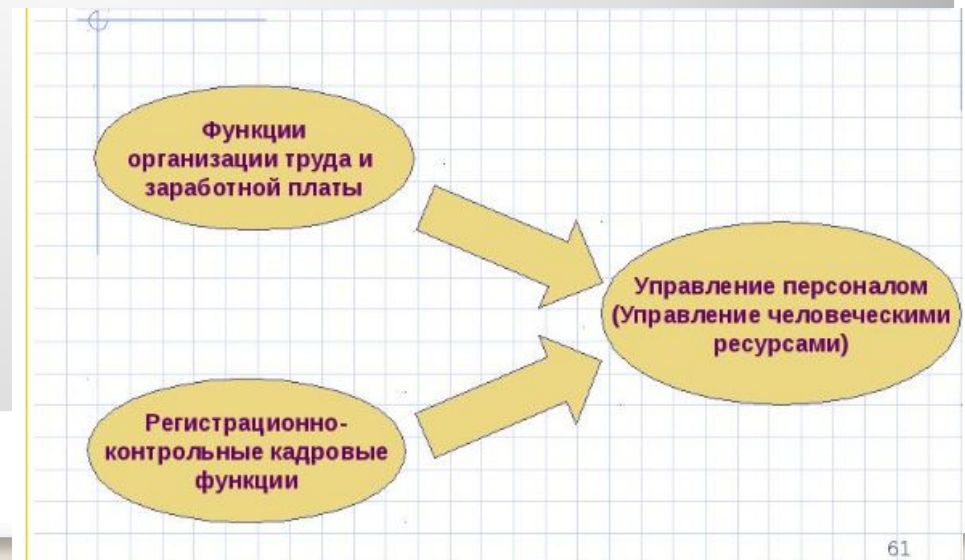 Функции
организации труда и
заработной платы
Управление персоналом
(Управление человеческими
ресурсами)
Регистрационно-
контрольные кадровые
функции
61